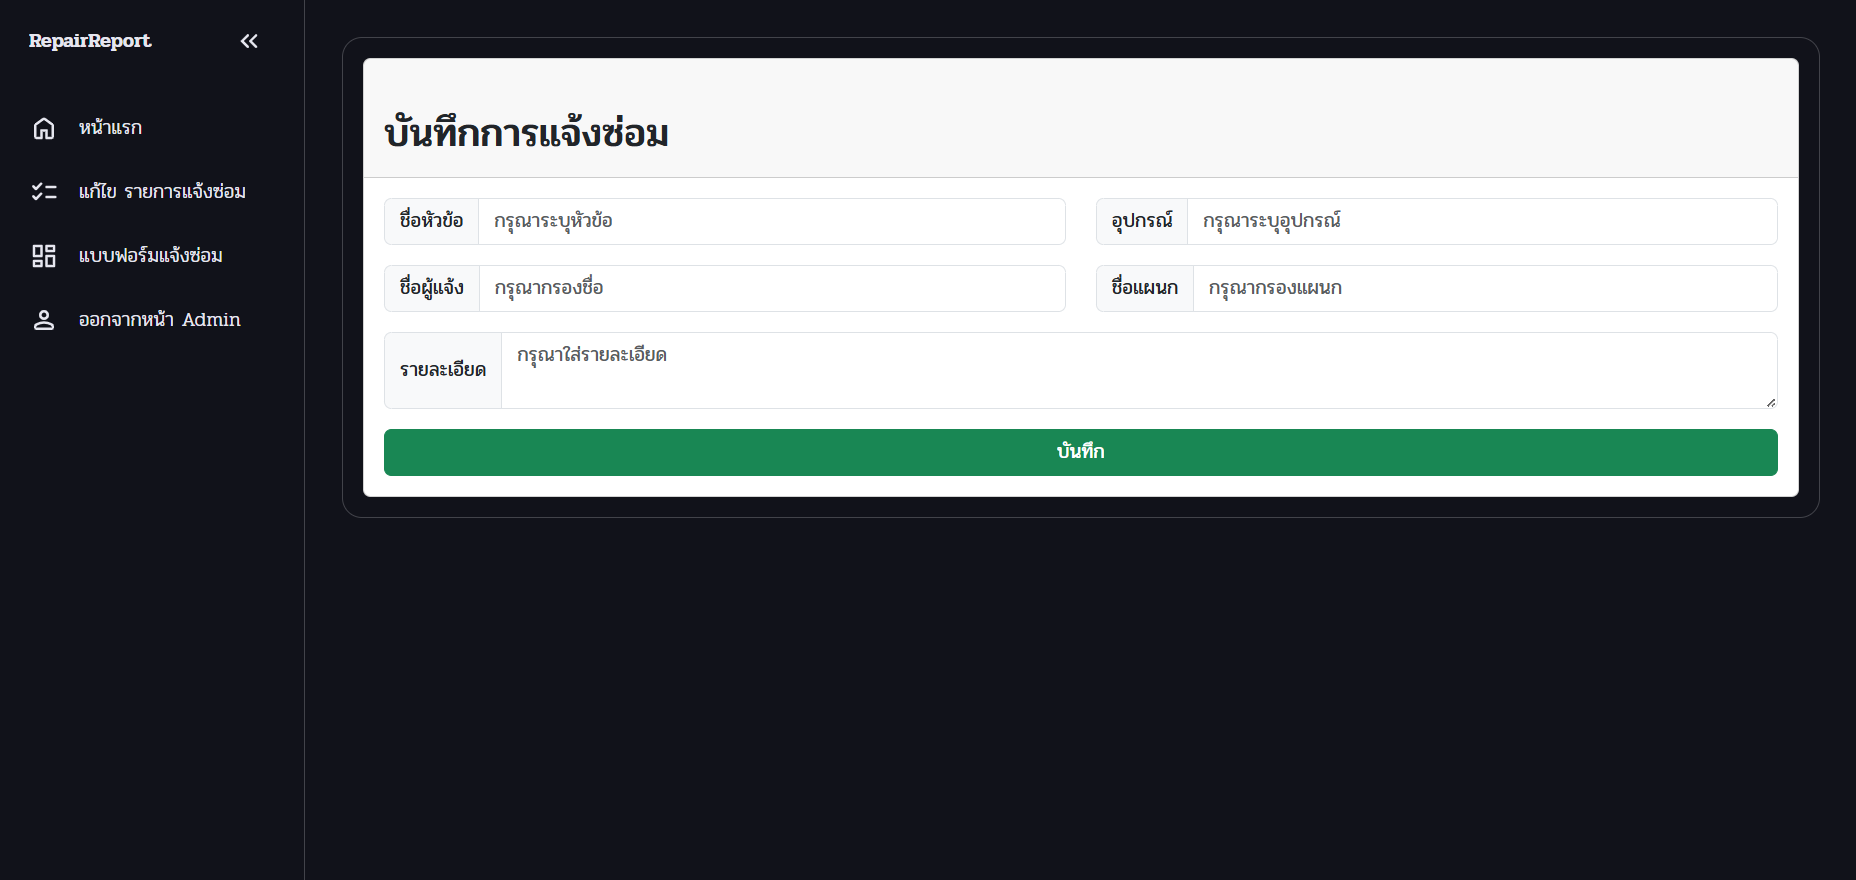 RepairReport
หน้าแรก
แก้ไข รายการแจ้งซ่อม
แบบฟอร์มแจ้งซ่อม
ออกจากหน้า Admin
บันทึกการแจ้งซ่อม
ชื่อหัวข้อ กรุณาระบุหัวข้อ
อุปกรณ์ กรุณาระบุอุปกรณ์
ชื่อผู้แจ้ง กรุณากรองชื่อ
ชื่อแผนก กรุณากรองแผนก
รายละเอียด กรุณาใส่รายละเอียด
บันทึก